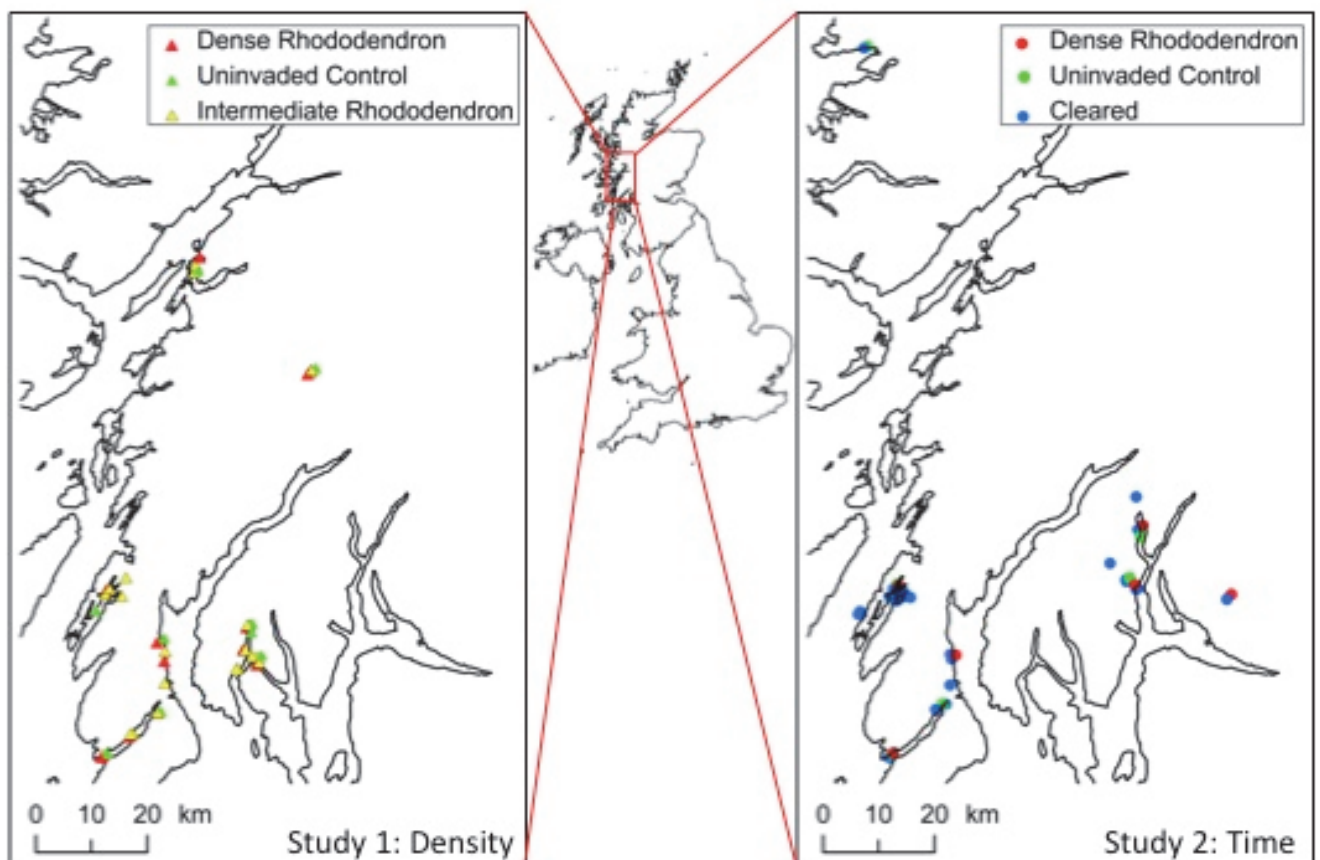 Dense Rhododendron
Uninvaded Control
Intermediate Rhododendron
0 10 20 km
Study 1: Density
Dense Rhododendron
Uninvaded Control
Cleared
0 10 20 km
Study 2: Time